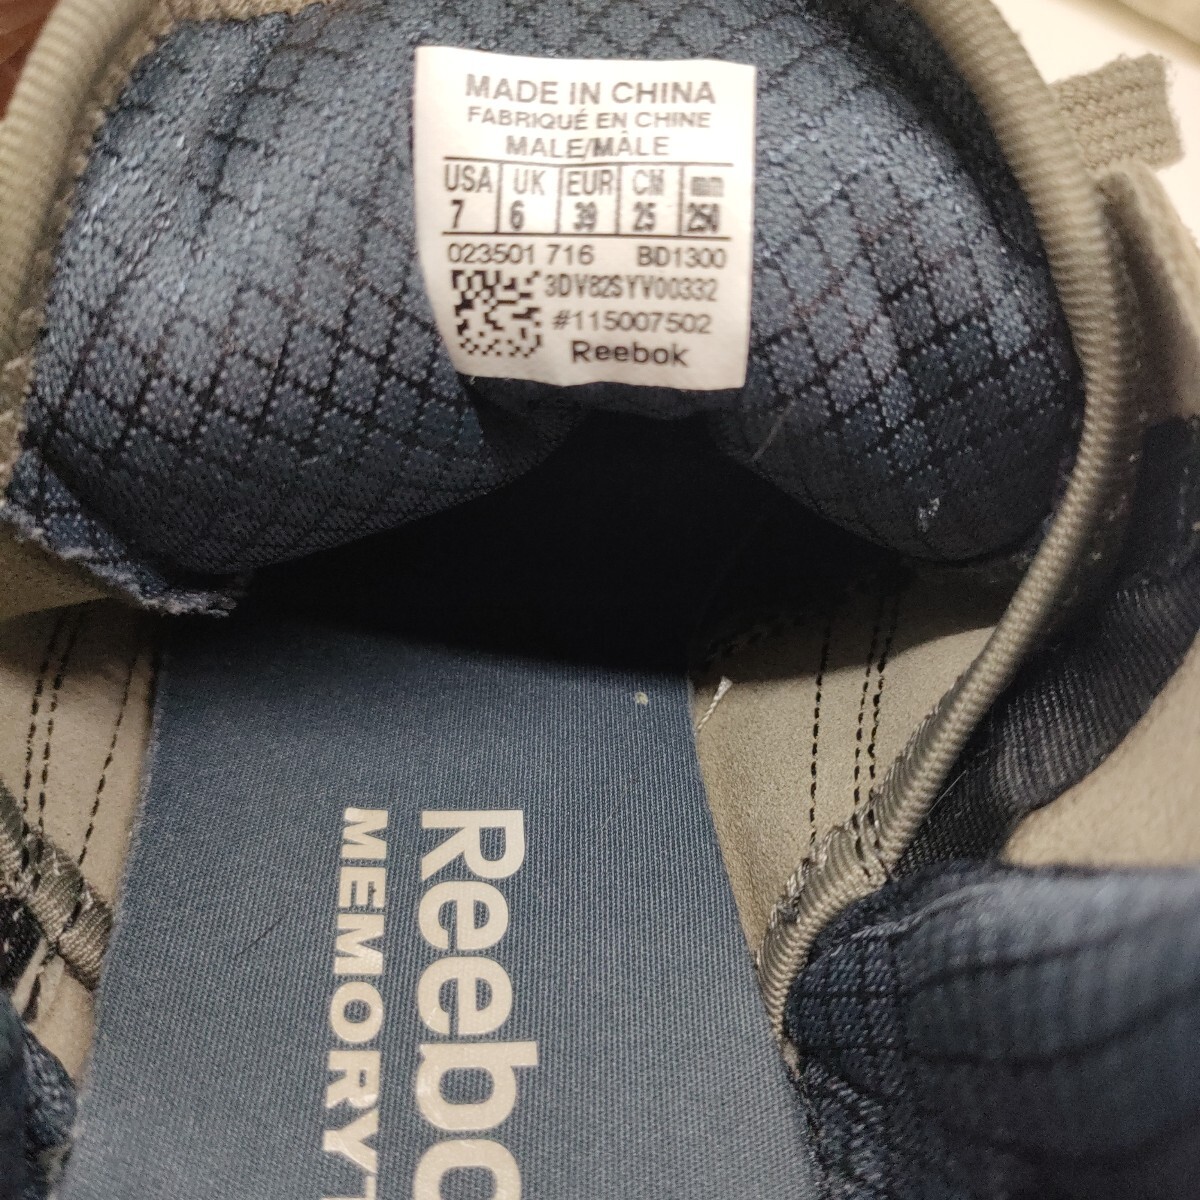 MADE IN CHINA
FABRIQUÉ EN CHINE
MALE/MÂLE
USA UK EUR CM mm
7 6 39 25 250
023501 716 BD1300
3DV82SYV00332
#115007502
Reebok
Reebo
MEMORYT